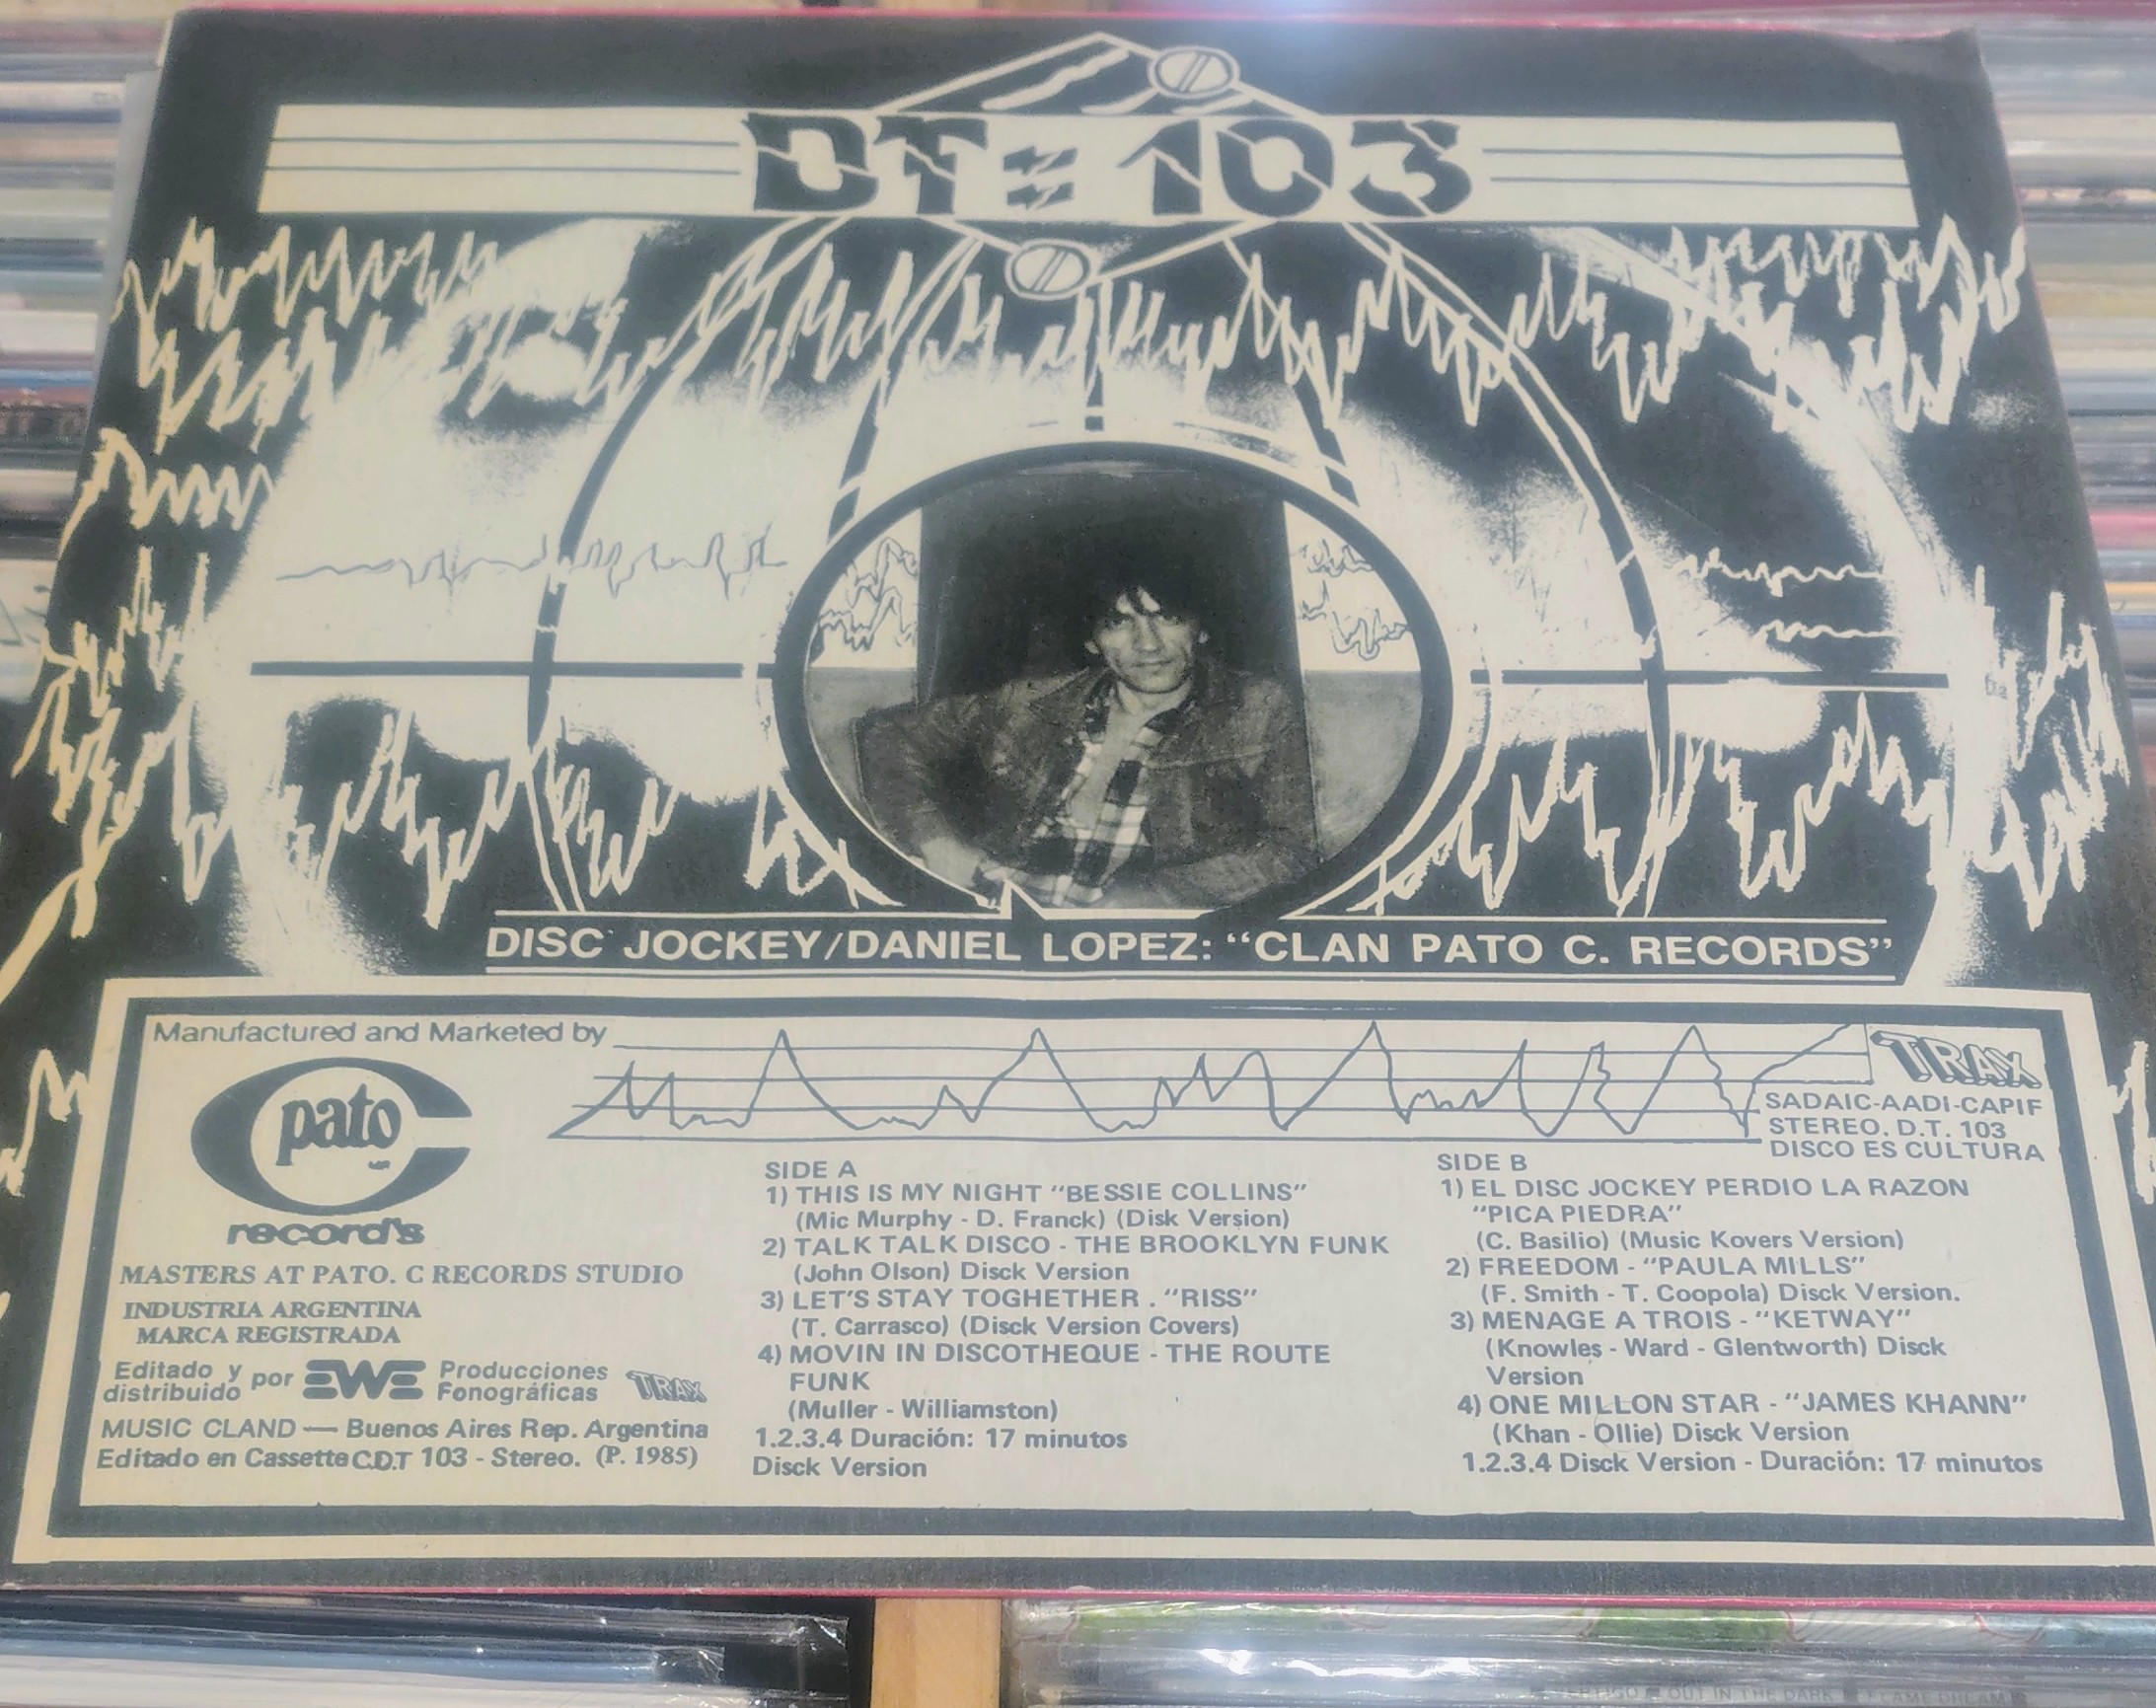 DT=103
DISC JOCKEY/DANIEL LOPEZ: "CLAN PATO C. RECORDS"
Manufactured and Marketed by
pato
record's
MASTERS AT PATO. C RECORDS STUDIO
INDUSTRIA ARGENTINA
MARCA REGISTRADA
Editado y
distribuido
por
EWE
Producciones
Fonográficas
TRAX
MUSIC CLAND — Buenos Aires Rep. Argentina
Editado en Cassette C.D.T 103 - Stereo. (P. 1985)
SIDE A
1) THIS IS MY NIGHT "BESSIE COLLINS"
(Mic Murphy - D. Franck) (Disk Version)
2) TALK TALK DISCO - THE BROOKLYN FUNK
(John Olson) Disck Version
3) LET'S STAY TOGHETHER . "RISS"
(T. Carrasco) (Disck Version Covers)
4) MOVIN IN DISCOTHEQUE - THE ROUTE
FUNK
(Muller - Williamston)
1.2.3.4 Duración: 17 minutos
Disck Version
TRAX
SADAIC-AADI-CAPIF
STEREO. D.T. 103
DISCO ES CULTURA
SIDE B
1) EL DISC JOCKEY PERDIO LA RAZON
"PICA PIEDRA"
(C. Basilio) (Music Kovers Version)
2) FREEDOM - "PAULA MILLS"
(F. Smith - T. Coopola) Disck Version.
3) MENAGE A TROIS - "KETWAY"
(Knowles - Ward - Glentworth) Disck
Version
4) ONE MILLON STAR - "JAMES KHANN"
(Khan - Ollie) Disck Version
1.2.3.4 Disck Version - Duración: 17 minutos
OUT IN THE DARK